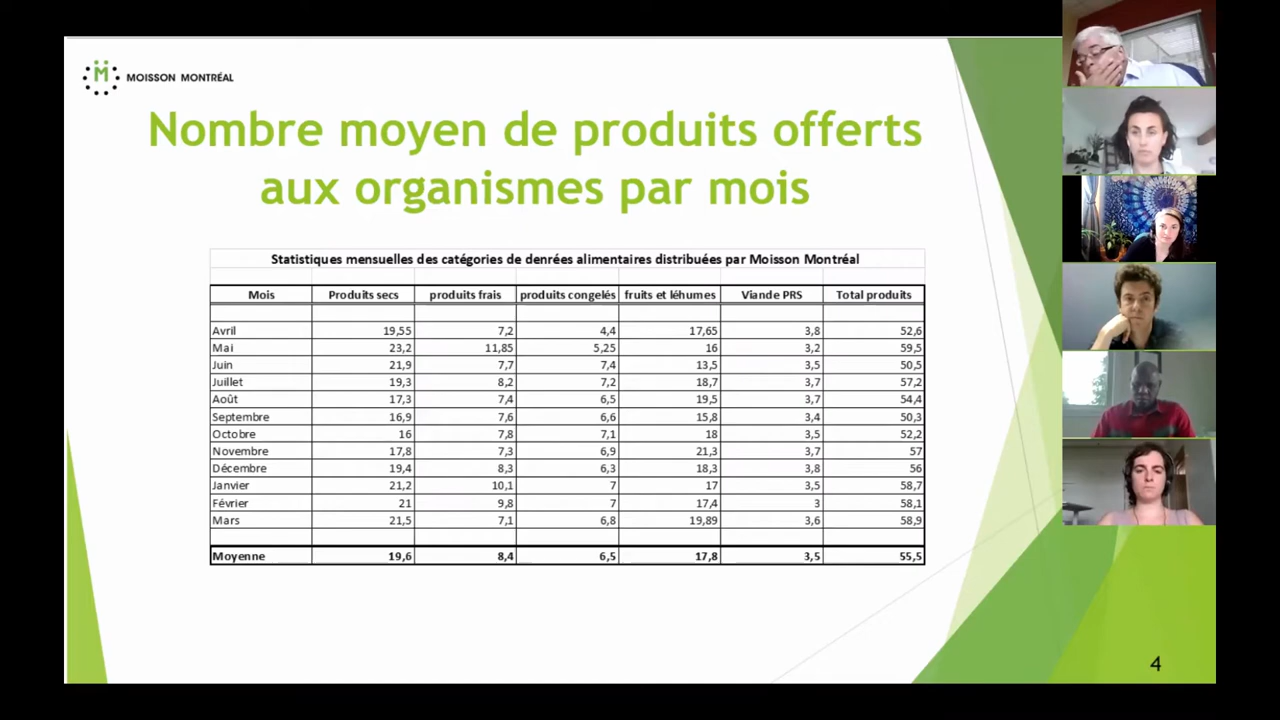 MOISSON MONTRÉAL
Nombre moyen de produits offerts
aux organismes par mois
Statistiques mensuelles des catégories de denrées alimentaires distribuées par Moisson Montréal
Mois Produits secs produits frais produits congelés fruits et léhumes Viande PRS Total produits
Avril 19,55 7,2 4,4 17,65 3,8 52,6
Mai 23,2 11,85 5,25 16 3,2 59,5
Juin 21,9 7,7 7,4 13,5 3,5 50,5
Juillet 19,3 8,2 7,2 18,7 3,7 57,2
Août 17,3 7,4 6,5 19,5 3,7 54,4
Septembre 16,9 7,6 6,6 15,8 3,4 50,3
Octobre 16 7,8 7,1 18 3,5 52,2
Novembre 17,8 7,3 6,9 21,3 3,7 57
Décembre 19,4 8,3 6,3 18,3 3,8 56
Janvier 21,2 10,1 7 17 3,5 58,7
Février 21 9,8 7 17,4 3 58,1
Mars 21,5 7,1 6,8 19,89 3,6 58,9
Moyenne 19,6 8,4 6,5 17,8 3,5 55,5
4